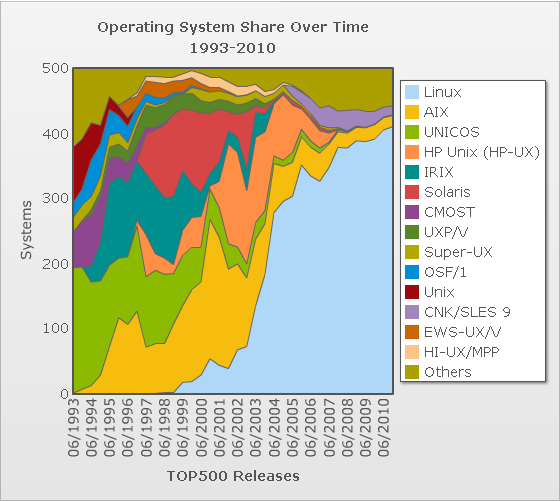 Operating System Share Over Time
1993-2010
500
400
300
200
100
0
Systems
06/1993
06/1994
06/1995
06/1996
06/1997
06/1998
06/1999
06/2000
06/2001
06/2002
06/2003
06/2004
06/2005
06/2006
06/2007
06/2008
06/2009
06/2010
TOP500 Releases
Linux
AIX
UNICOS
HP Unix (HP-UX)
IRIX
Solaris
CMOST
UXP/V
Super-UX
OSF/1
Unix
CNK/SLES 9
EWS-UX/V
HI-UX/MPP
Others